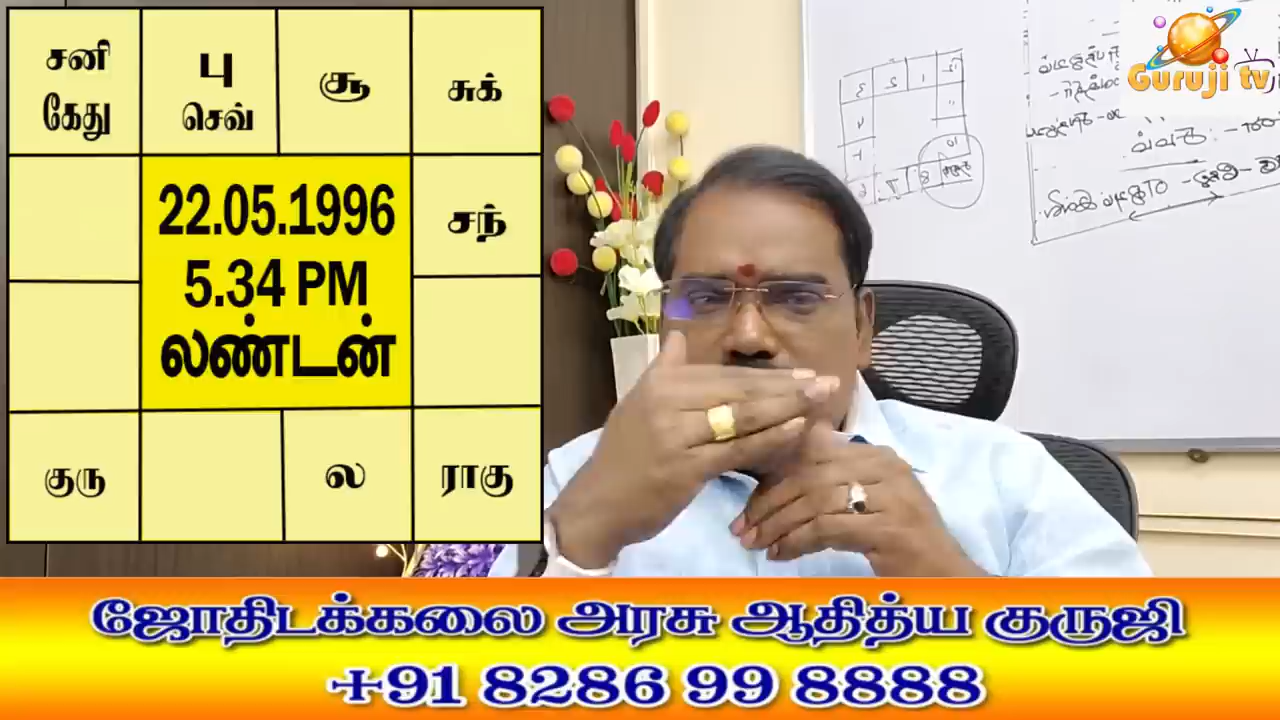 சனி
கேது
பு
செவ்
சூ
சுக்
22.05.1996
5.34 PM
லண்டன்
சந்
குரு
ல
ராகு
Guruji tv
ஜோதிடக்கலை அரசு ஆதித்ய குருஜி
+91 8286 99 8888